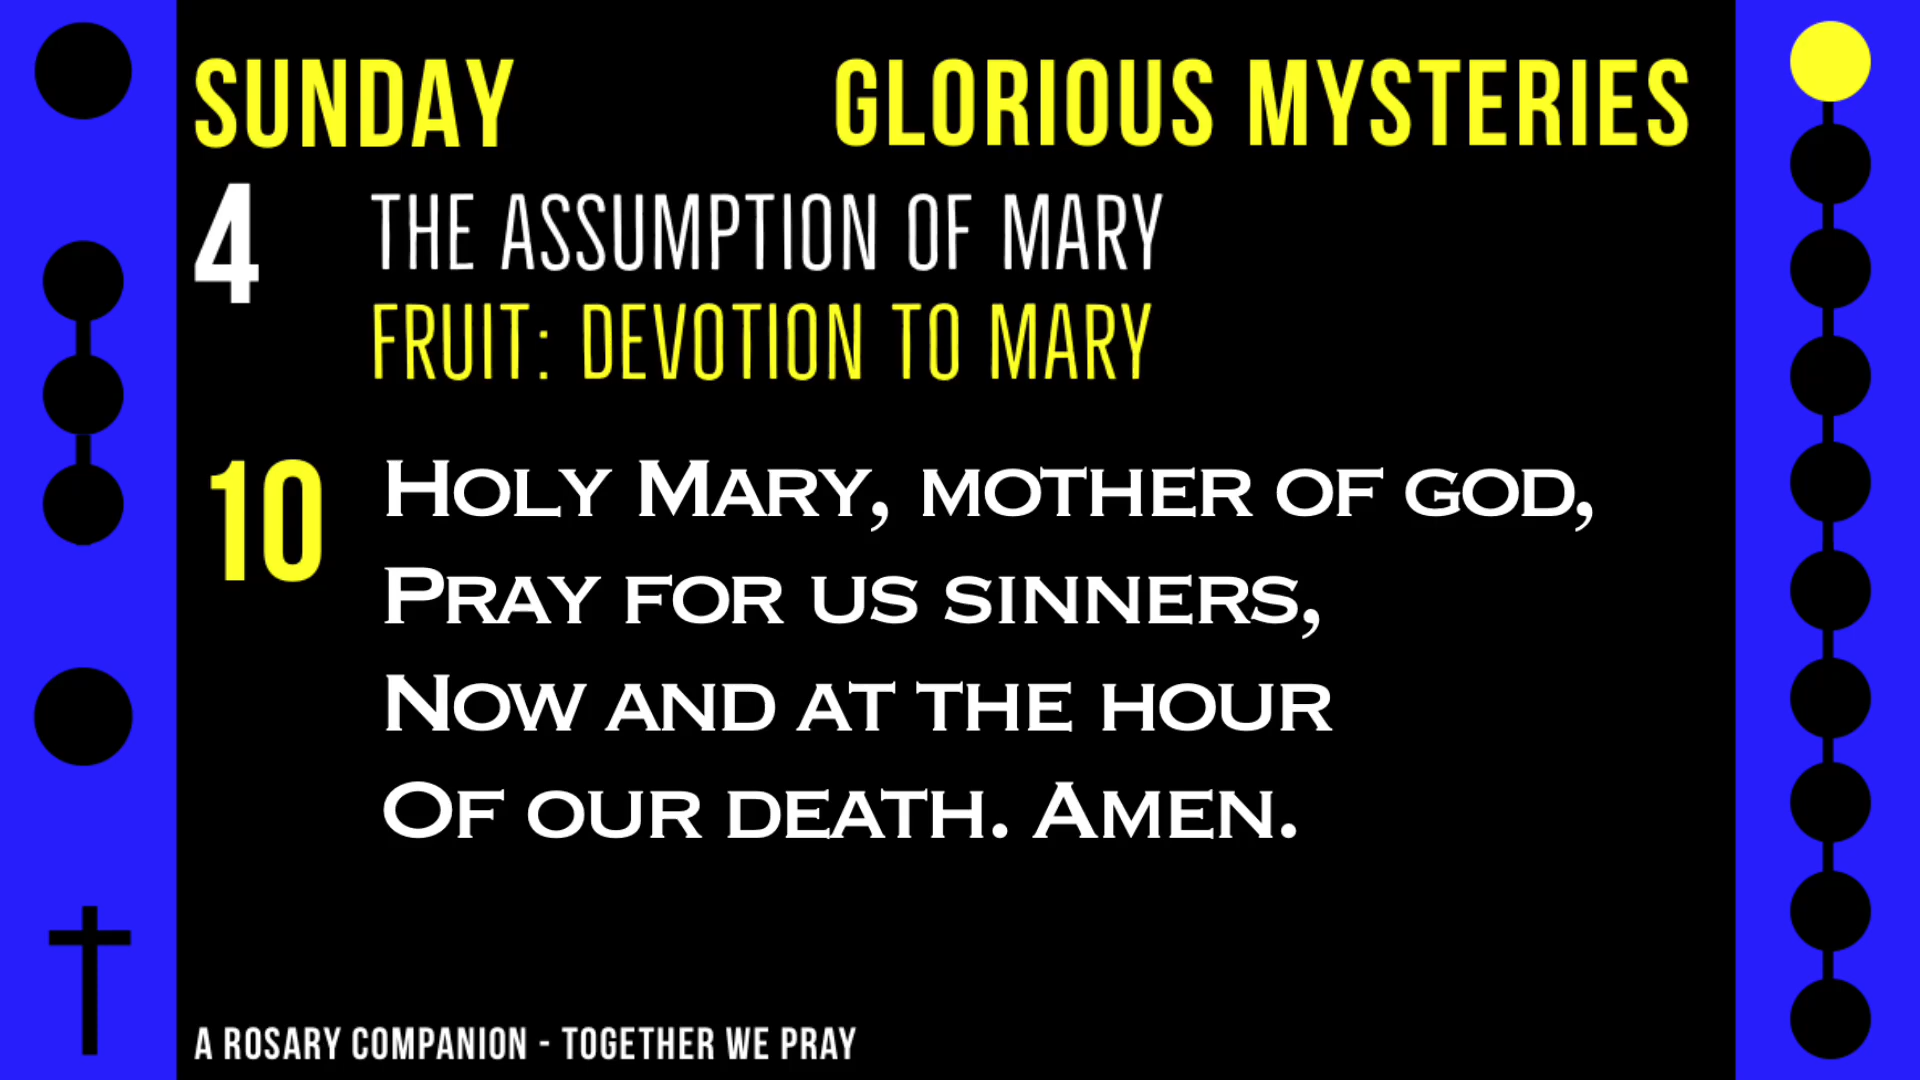 SUNDAY GLORIOUS MYSTERIES
4 THE ASSUMPTION OF MARY
FRUIT: DEVOTION TO MARY
10 HOLY MARY, MOTHER OF GOD,
PRAY FOR US SINNERS,
NOW AND AT THE HOUR
OF OUR DEATH. AMEN.
A ROSARY COMPANION - TOGETHER WE PRAY